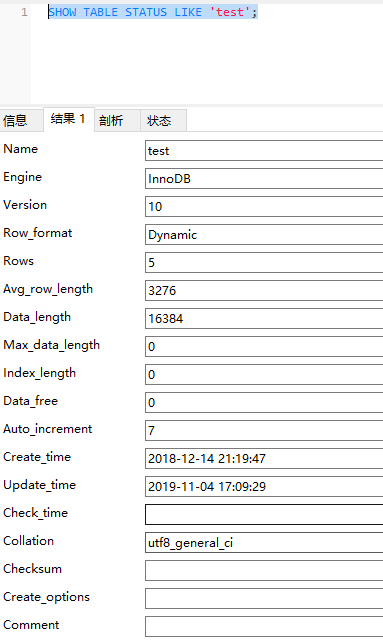 1 SHOW TABLE STATUS LIKE 'test';
信息 结果 1 剖析 状态
Name test
Engine InnoDB
Version 10
Row_format Dynamic
Rows 5
Avg_row_length 3276
Data_length 16384
Max_data_length 0
Index_length 0
Data_free 0
Auto_increment 7
Create_time 2018-12-14 21:19:47
Update_time 2019-11-04 17:09:29
Check_time
Collation utf8_general_ci
Checksum
Create_options
Comment